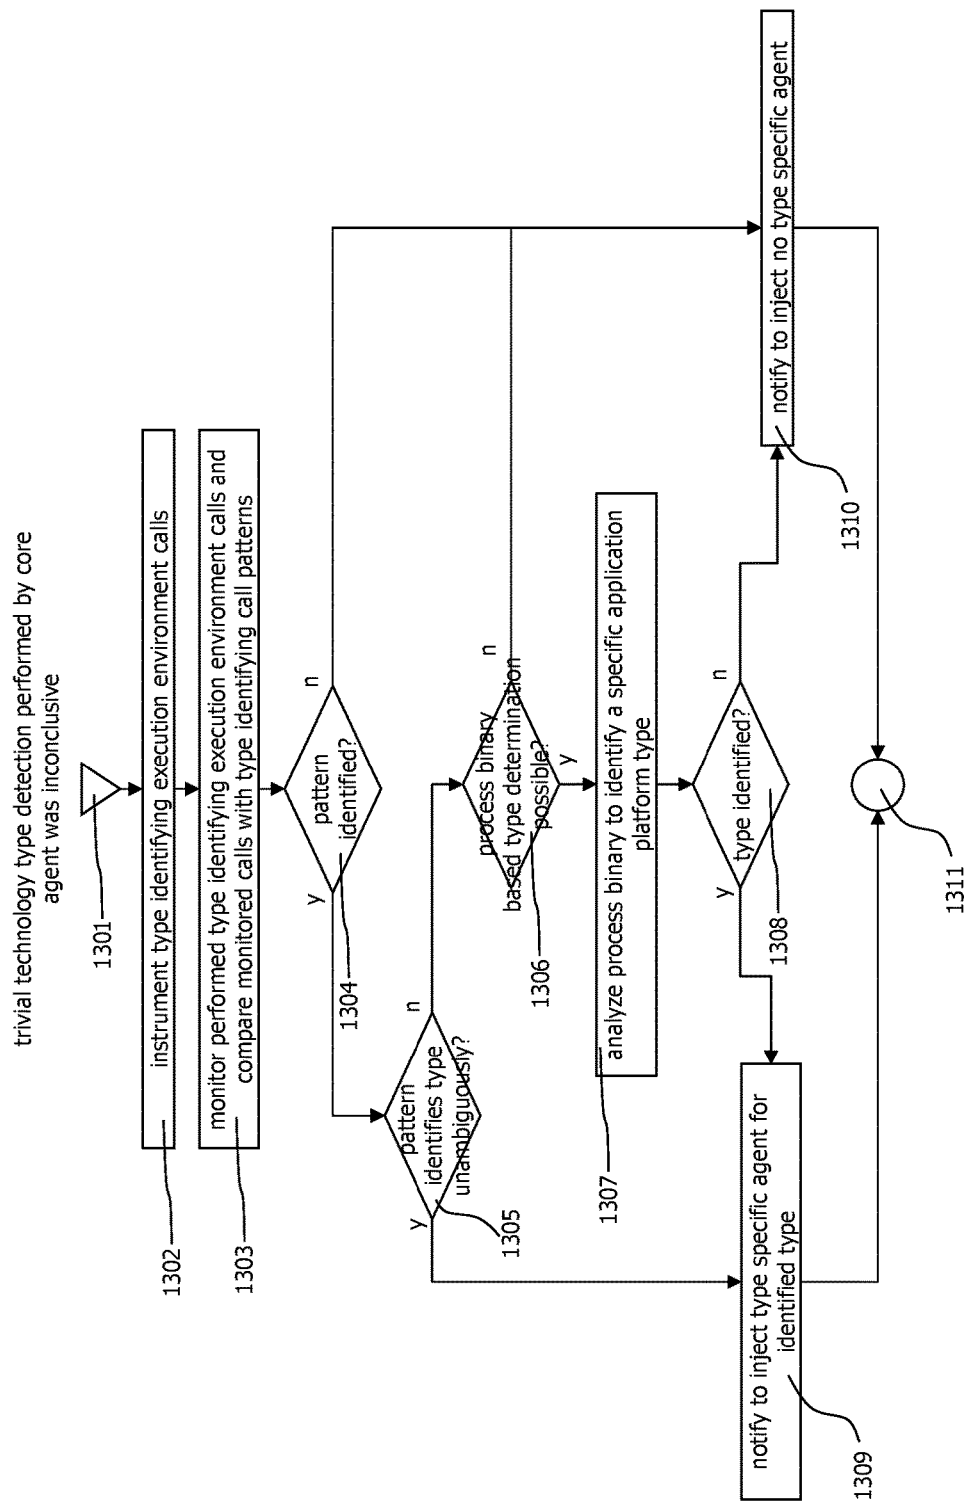 trivial technology type detection performed by core
agent was inconclusive
1301
instrument type identifying execution environment calls
1302
monitor performed type identifying execution environment calls and
compare monitored calls with type identifying call patterns
1303
pattern
identified?
y
n
1304
pattern
identifies type
unambiguously?
y
n
1305
process binary
based type determination
possible?
n
y
1306
analyze process binary to identify a specific application
platform type
1307
type identified?
y
n
1308
notify to inject type specific agent for
identified type
1309
notify to inject no type specific agent
1310
1311